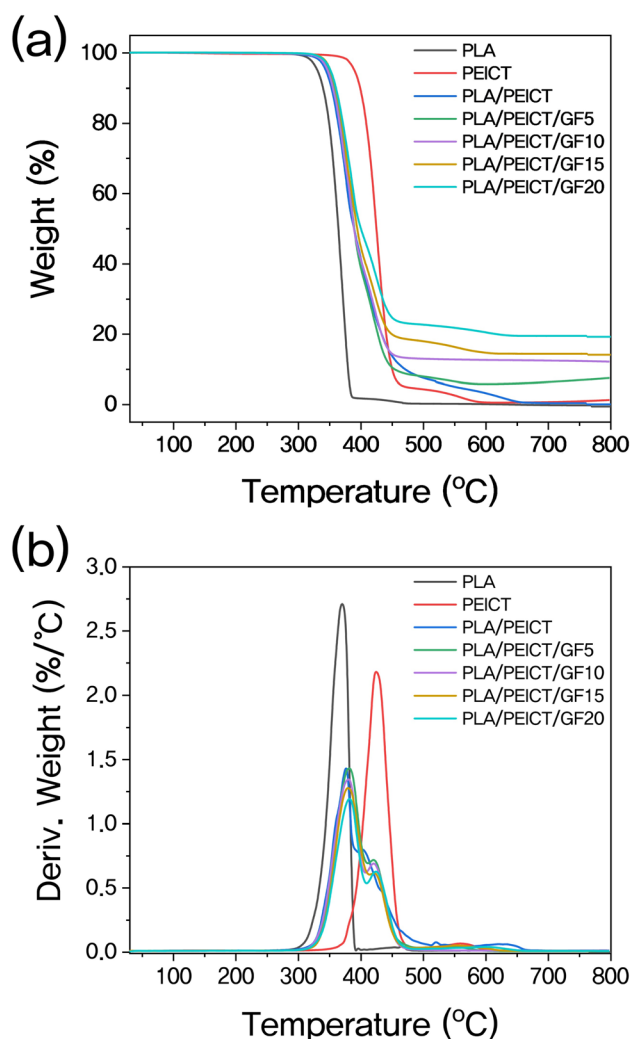 (a)
100
80
60
40
20
0
Weight (%)
PLA
PEICT
PLA/PEICT
PLA/PEICT/GF5
PLA/PEICT/GF10
PLA/PEICT/GF15
PLA/PEICT/GF20
100 200 300 400 500 600 700 800
Temperature (°C)
(b)
3.0
2.5
2.0
1.5
1.0
0.5
0.0
Deriv. Weight (%/℃)
PLA
PEICT
PLA/PEICT
PLA/PEICT/GF5
PLA/PEICT/GF10
PLA/PEICT/GF15
PLA/PEICT/GF20
100 200 300 400 500 600 700 800
Temperature (°C)